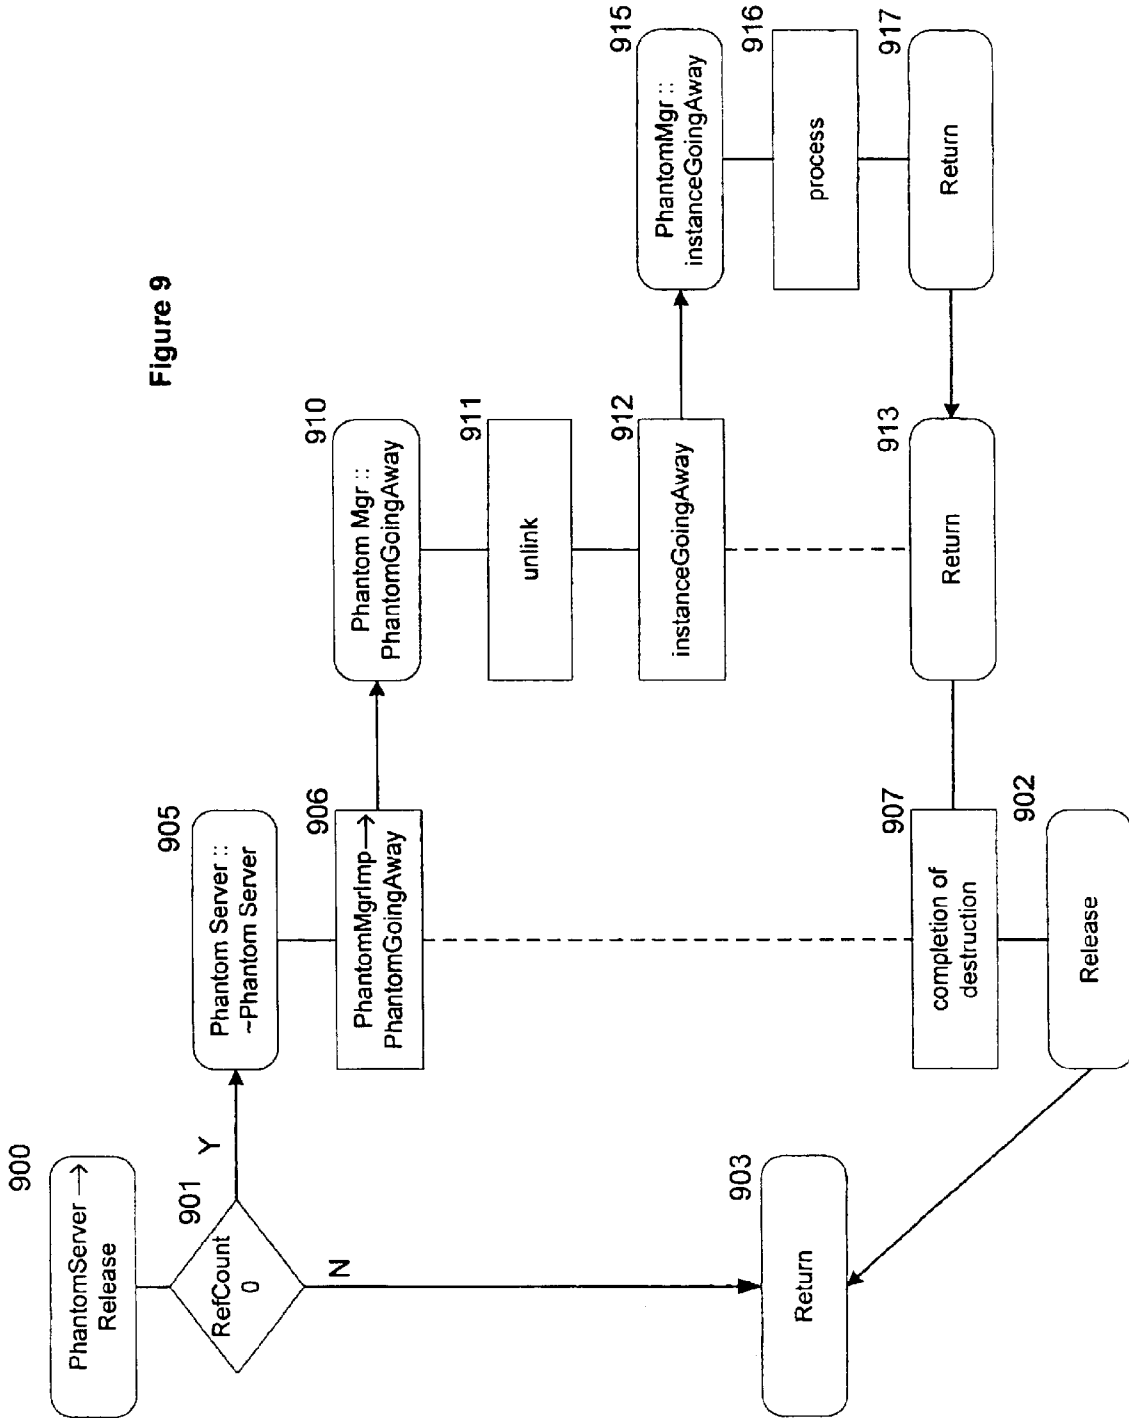 Figure 9
900
PhantomServer →
Release
901
RefCount
0
Y
N
903
Return
905
Phantom Server ::
~Phantom Server
906
PhantomMgrImp→
PhantomGoingAway
907
completion of
destruction
902
Release
910
Phantom Mgr ::
PhantomGoingAway
911
unlink
912
instanceGoingAway
913
Return
915
PhantomMgr ::
instanceGoingAway
916
process
917
Return